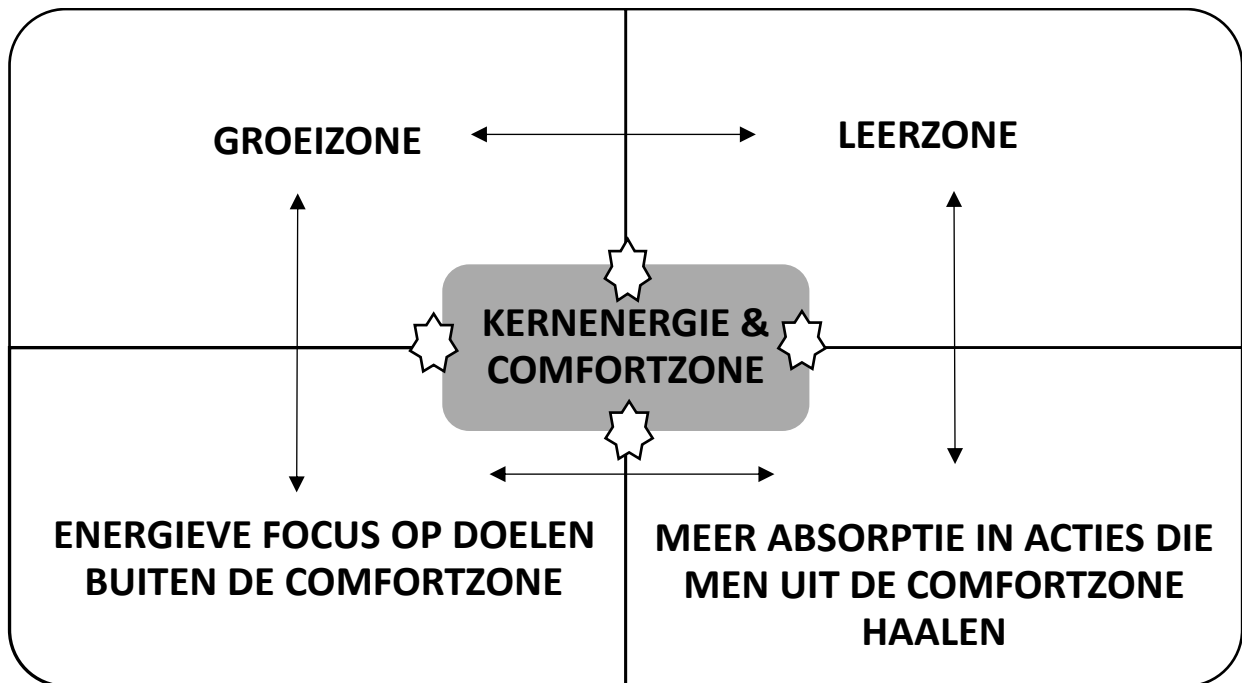 GROEIZONE
LEERZONE
KERNENERGIE &
COMFORTZONE
ENERGIEVE FOCUS OP DOELEN
BUITEN DE COMFORTZONE
MEER ABSORPTIE IN ACTIES DIE
MEN UIT DE COMFORTZONE
HAALEN